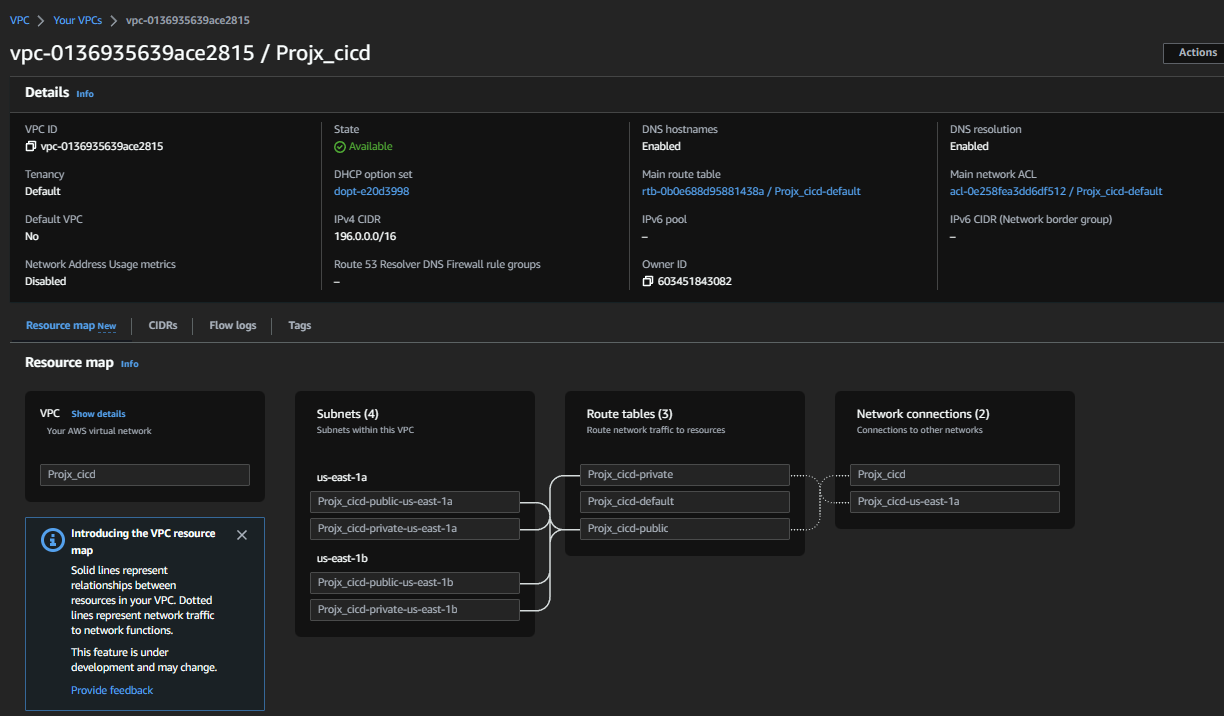 VPC > Your VPCs > vpc-0136935639ace2815
vpc-0136935639ace2815 / Projx_cicd
Actions
Details Info
VPC ID
vpc-0136935639ace2815
State
Available
DNS hostnames
Enabled
DNS resolution
Enabled
Tenancy
Default
DHCP option set
dopt-e20d3998
Main route table
rtb-0b0e688d95881438a / Projx_cicd-default
Main network ACL
acl-0e258fea3dd6df512 / Projx_cicd-default
Default VPC
No
IPv4 CIDR
196.0.0.0/16
IPv6 pool
–
IPv6 CIDR (Network border group)
–
Network Address Usage metrics
Disabled
Route 53 Resolver DNS Firewall rule groups
–
Owner ID
603451843082
Resource map New
CIDRs
Flow logs
Tags
Resource map Info
VPC Show details
Your AWS virtual network
Projx_cicd
Introducing the VPC resource
map
Solid lines represent
relationships between
resources in your VPC. Dotted
lines represent network traffic
to network functions.
This feature is under
development and may change.
Provide feedback
Subnets (4)
Subnets within this VPC
us-east-1a
Projx_cicd-public-us-east-1a
Projx_cicd-private-us-east-1a
us-east-1b
Projx_cicd-public-us-east-1b
Projx_cicd-private-us-east-1b
Route tables (3)
Route network traffic to resources
Projx_cicd-private
Projx_cicd-default
Projx_cicd-public
Network connections (2)
Connections to other networks
Projx_cicd
Projx_cicd-us-east-1a